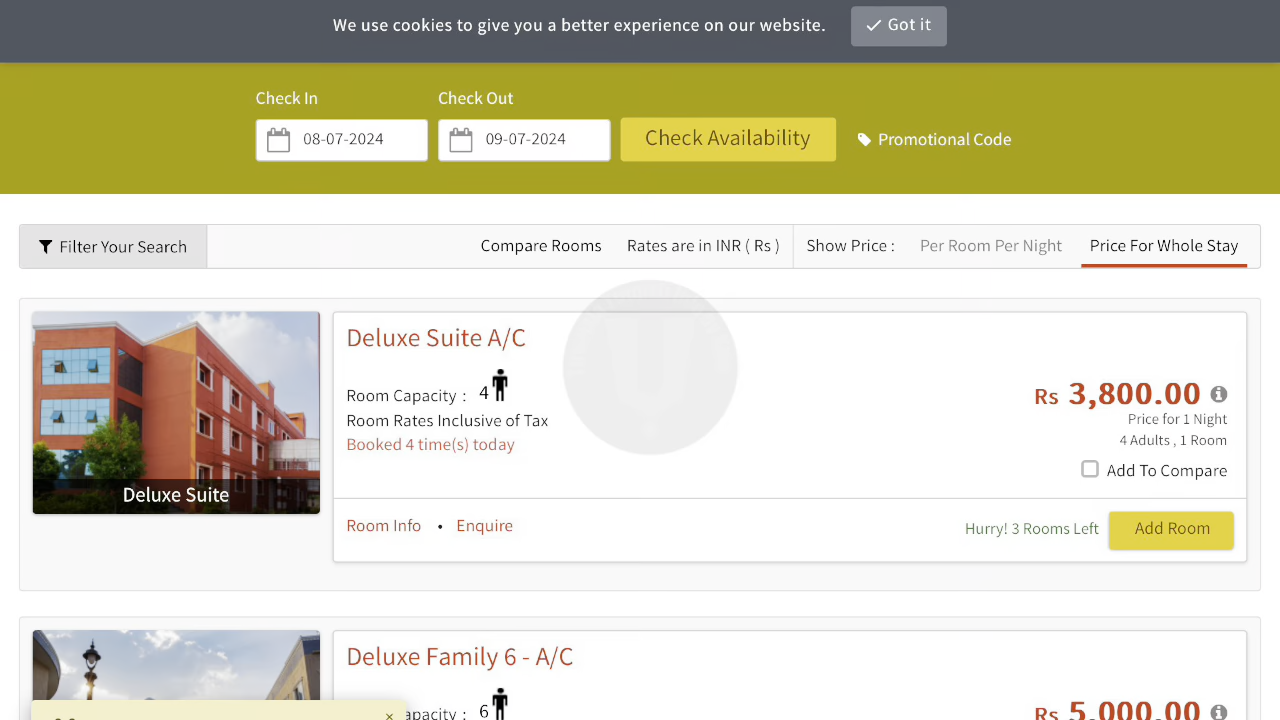 We use cookies to give you a better experience on our website.
Got it
Check In
Check Out
08-07-2024
09-07-2024
Check Availability
Promotional Code
Filter Your Search
Compare Rooms
Rates are in INR ( Rs )
Show Price :
Per Room Per Night
Price For Whole Stay
Deluxe Suite
Deluxe Suite A/C
Room Capacity : 4
Room Rates Inclusive of Tax
Booked 4 time(s) today
Rs 3,800.00
Price for 1 Night
4 Adults , 1 Room
Add To Compare
Room Info • Enquire
Hurry! 3 Rooms Left
Add Room
Deluxe Family 6 - A/C
apacity : 6
Rs 5,000.00
×